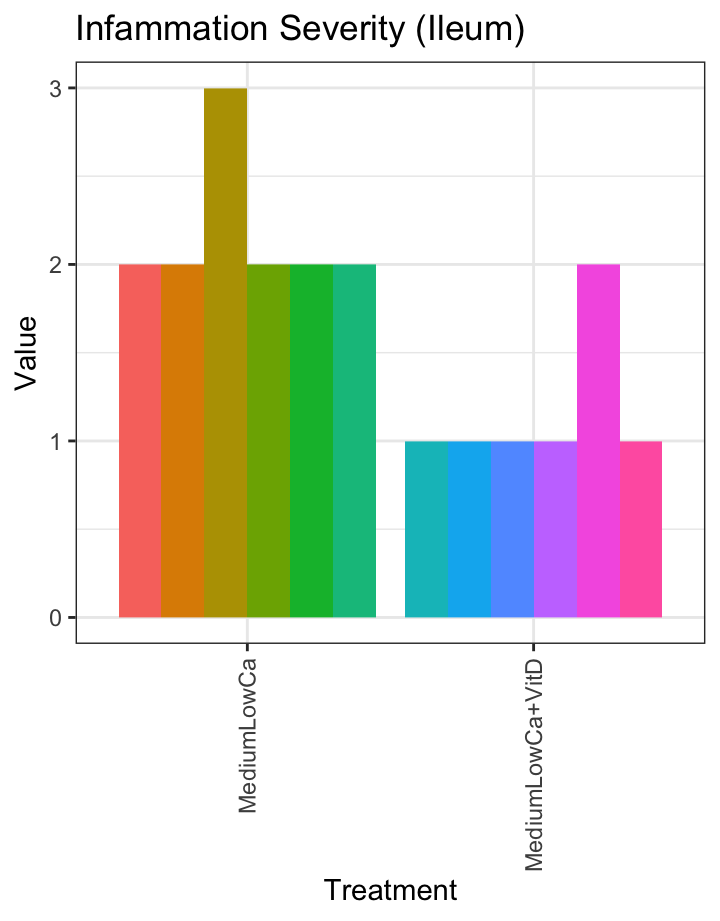 Infammation Severity (Ileum)
3
2
1
0
Value
MediumLowCa
MediumLowCa+VitD
Treatment